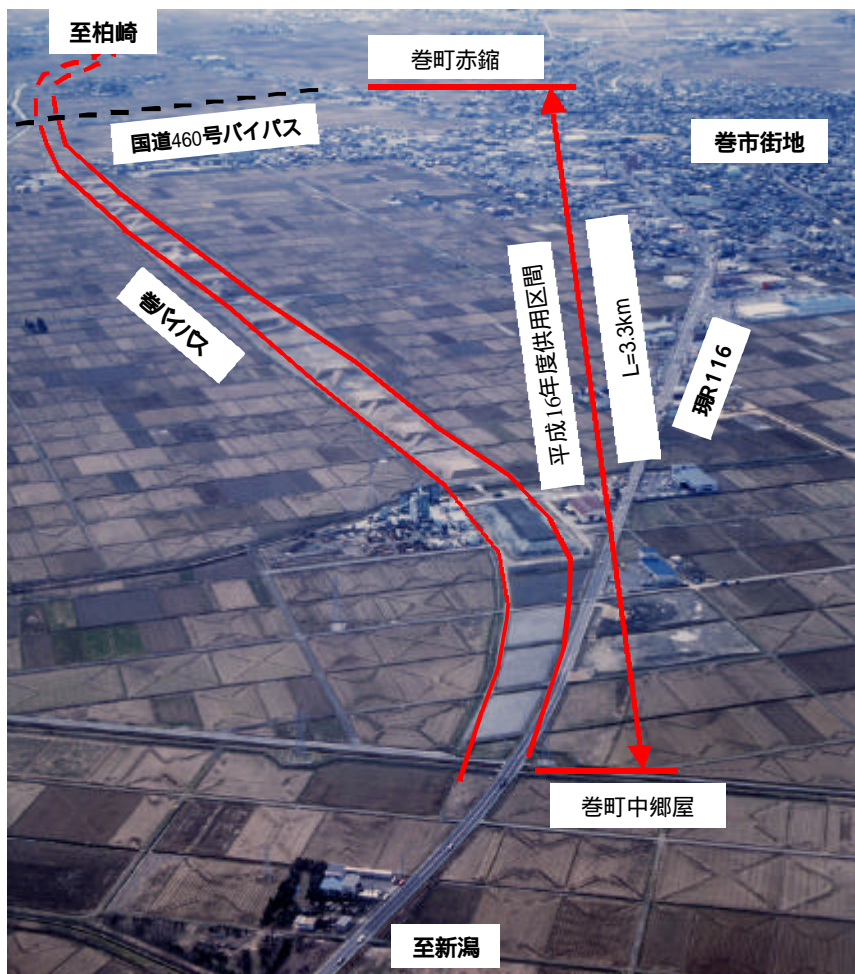 至柏崎
巻町赤鏥
国道460号バイパス
巻市街地
巻バイパス
平成16年度供用区間
L=3.3km
現R116
巻町中郷屋
至新潟